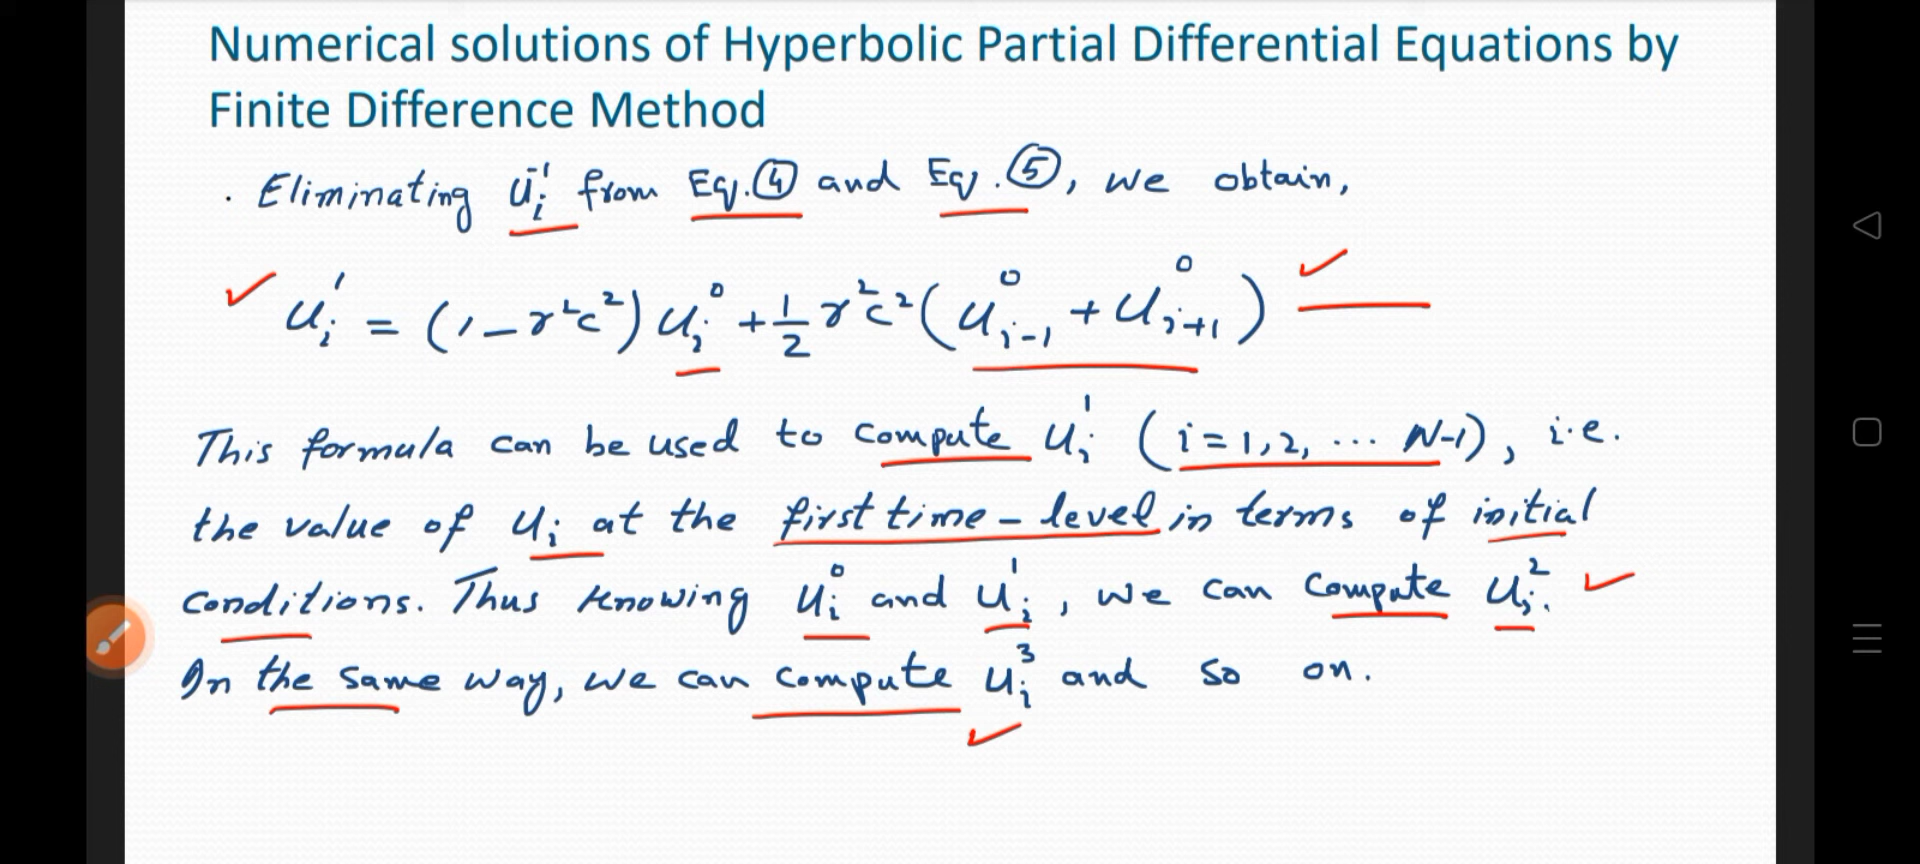 Numerical solutions of Hyperbolic Partial Differential Equations by
Finite Difference Method
. Eliminating u_i^{-1} from Eq.④ and Eq.⑤, we obtain,
u_i^1 = (1-r²c²) u_i^0 + 1/2 r²c² (u_{i-1}^0 + u_{i+1}^0)
This formula can be used to compute u_i^1 (i=1,2, ... N-1), i.e.
the value of u_i at the first time-level in terms of initial
conditions. Thus knowing u_i^0 and u_i^1, we can compute u_i^2.
In the same way, we can compute u_i^3 and so on.